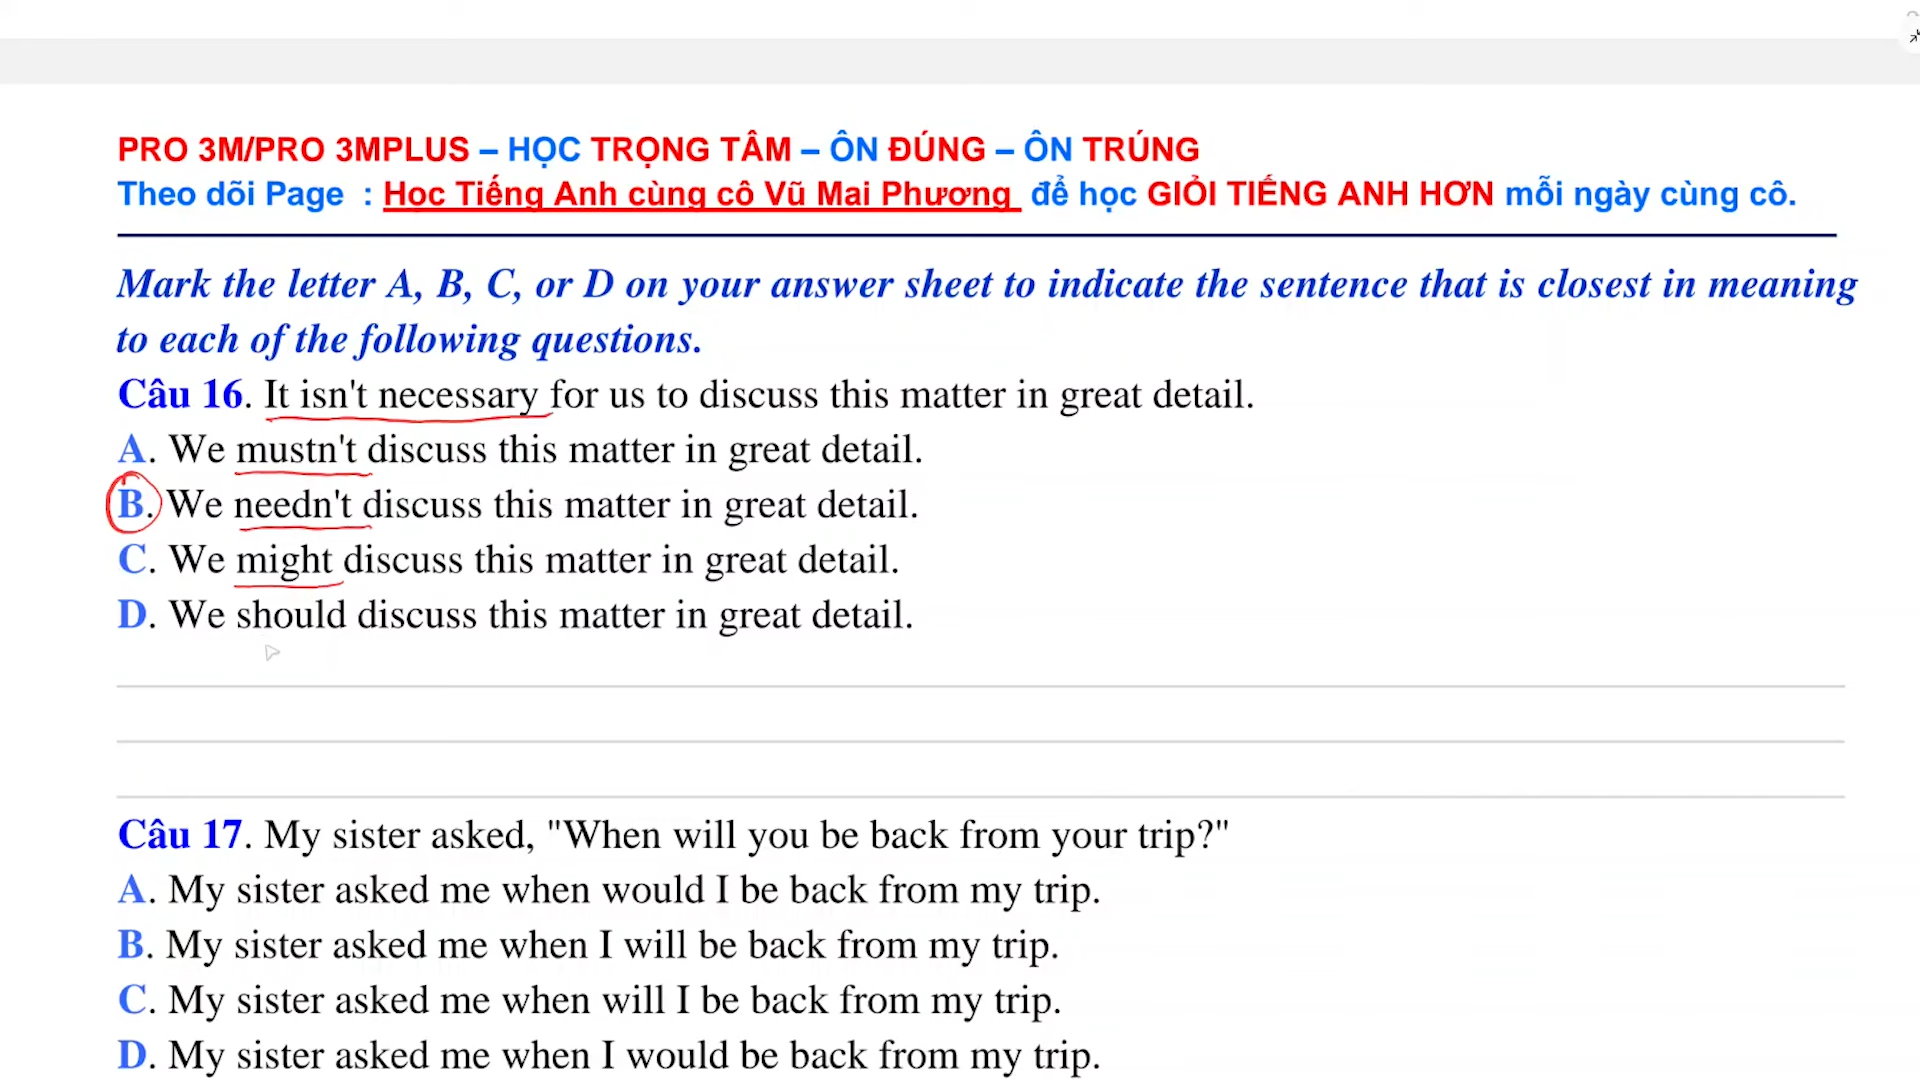 PRO 3M/PRO 3MPLUS – HỌC TRỌNG TÂM – ÔN ĐÚNG – ÔN TRÚNG
Theo dõi Page : Học Tiếng Anh cùng cô Vũ Mai Phương để học GIỎI TIẾNG ANH HƠN mỗi ngày cùng cô.
Mark the letter A, B, C, or D on your answer sheet to indicate the sentence that is closest in meaning
to each of the following questions.
Câu 16. It isn't necessary for us to discuss this matter in great detail.
A. We mustn't discuss this matter in great detail.
B. We needn't discuss this matter in great detail.
C. We might discuss this matter in great detail.
D. We should discuss this matter in great detail.
Câu 17. My sister asked, "When will you be back from your trip?"
A. My sister asked me when would I be back from my trip.
B. My sister asked me when I will be back from my trip.
C. My sister asked me when will I be back from my trip.
D. My sister asked me when I would be back from my trip.